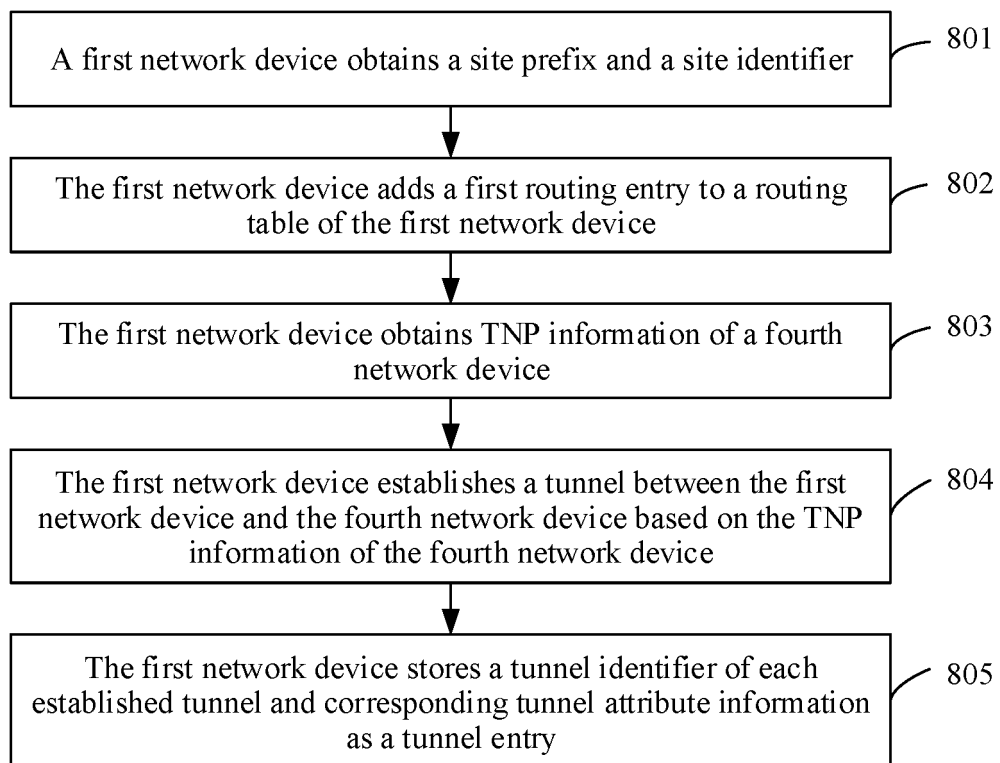 A first network device obtains a site prefix and a site identifier
801
The first network device adds a first routing entry to a routing
table of the first network device
802
The first network device obtains TNP information of a fourth
network device
803
The first network device establishes a tunnel between the first
network device and the fourth network device based on the TNP
information of the fourth network device
804
The first network device stores a tunnel identifier of each
established tunnel and corresponding tunnel attribute information
as a tunnel entry
805